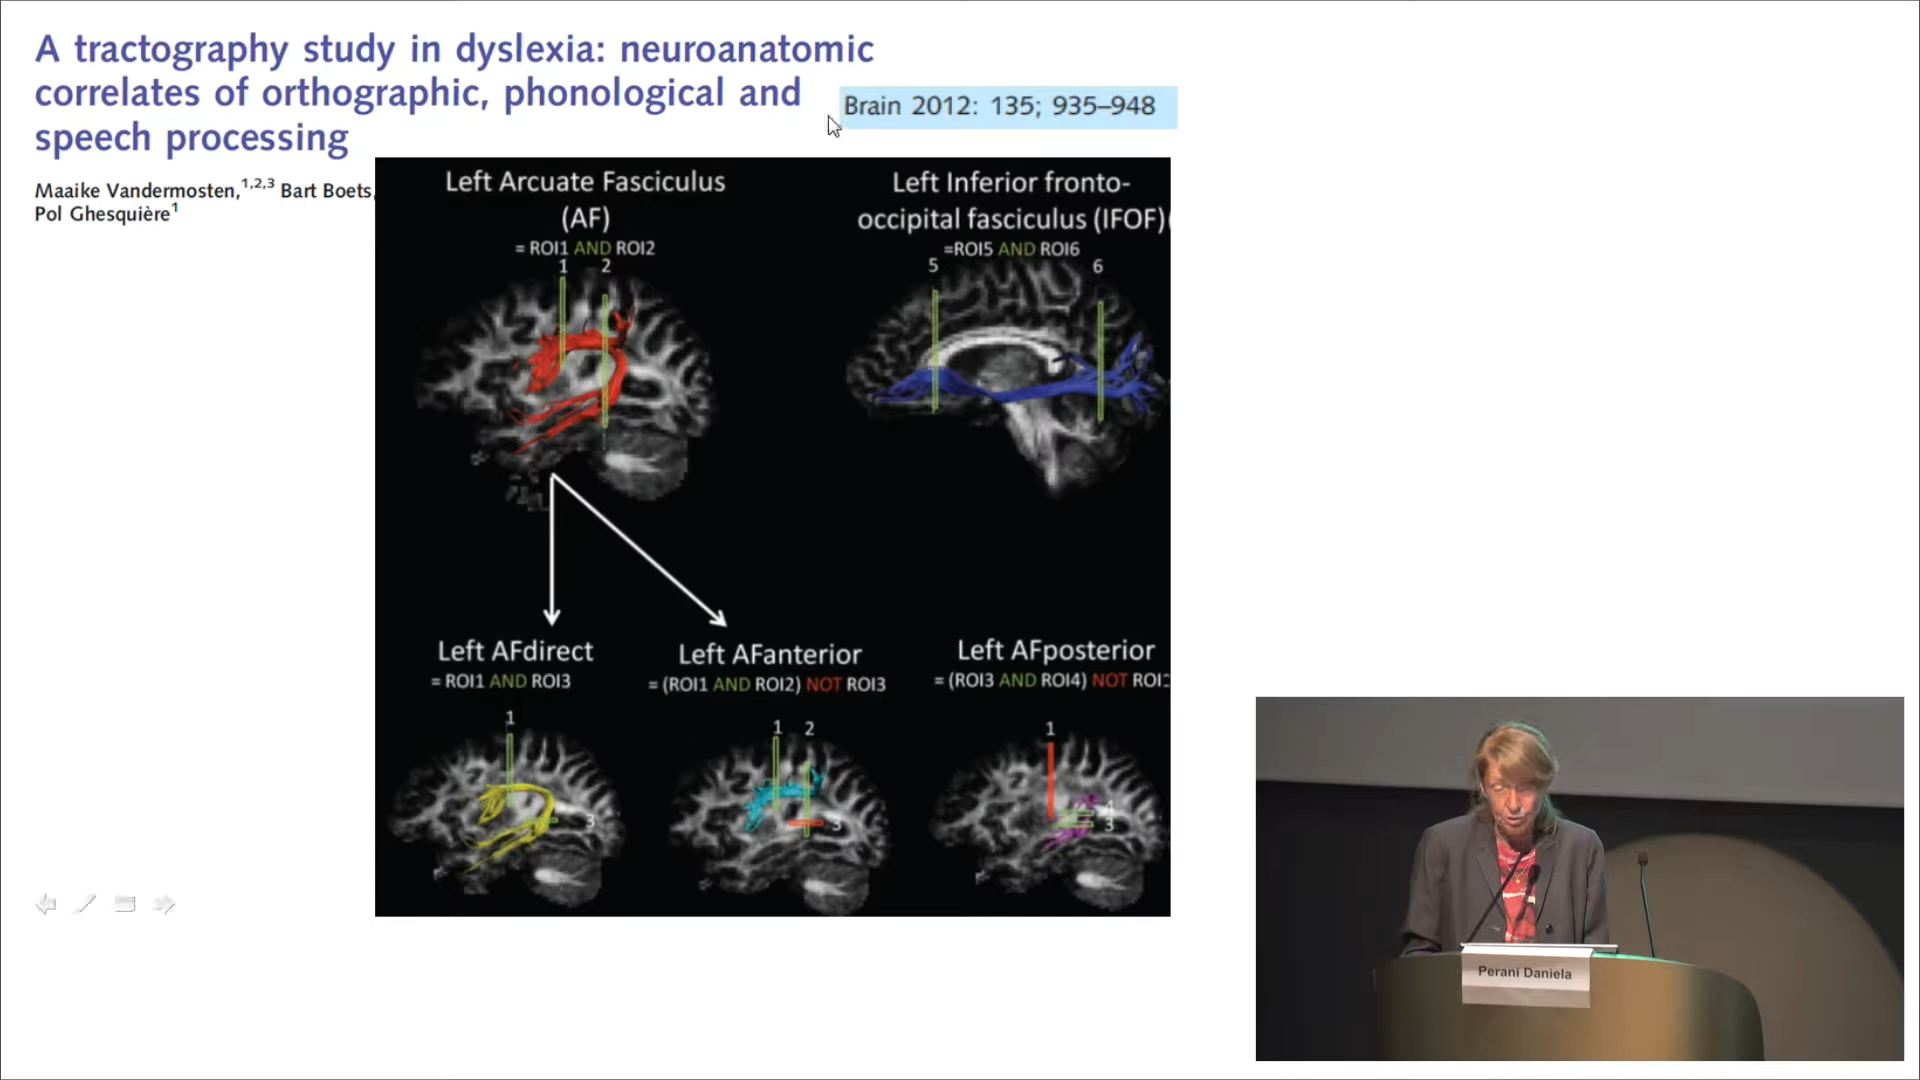 A tractography study in dyslexia: neuroanatomic
correlates of orthographic, phonological and
speech processing
Brain 2012: 135; 935–948
Maaike Vandermosten,1,2,3 Bart Boets,
Pol Ghesquière1
Left Arcuate Fasciculus
(AF)
= ROI1 AND ROI2
1 2
Left Inferior fronto-
occipital fasciculus (IFOF)
=ROI5 AND ROI6
5 6
Left AFdirect
= ROI1 AND ROI3
1
3
Left AFanterior
= (ROI1 AND ROI2) NOT ROI3
1 2
3
Left AFposterior
= (ROI3 AND ROI4) NOT ROI
1
4
3
Perani Daniela